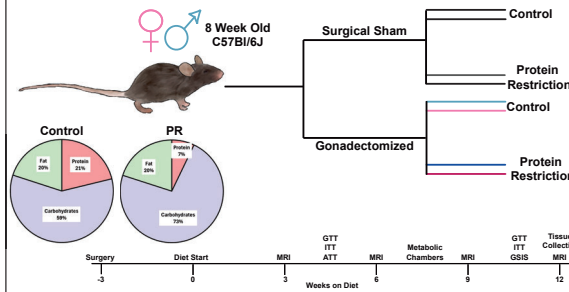 8 Week Old
C57Bl/6J
Surgical Sham
Control
Protein
Restriction
Gonadectomized
Control
Protein
Restriction
Control
PR
Fat
20%
Protein
21%
Carbohydrates
59%
Fat
20%
Protein
7%
Carbohydrates
73%
Surgery
Diet Start
MRI
GTT
ITT
ATT
MRI
Metabolic
Chambers
MRI
GTT
ITT
GSIS
Tissue
Collecti
MRI
-3
0
3
6
9
12
Weeks on Diet